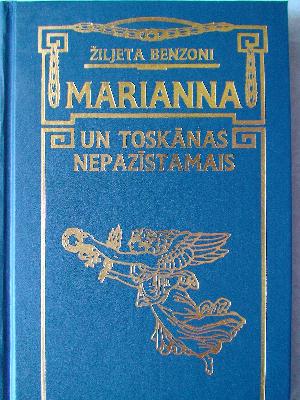 ŽILJETA BENZONI
MARIANNA
UN TOSKĀNAS
NEPAZĪSTAMAIS